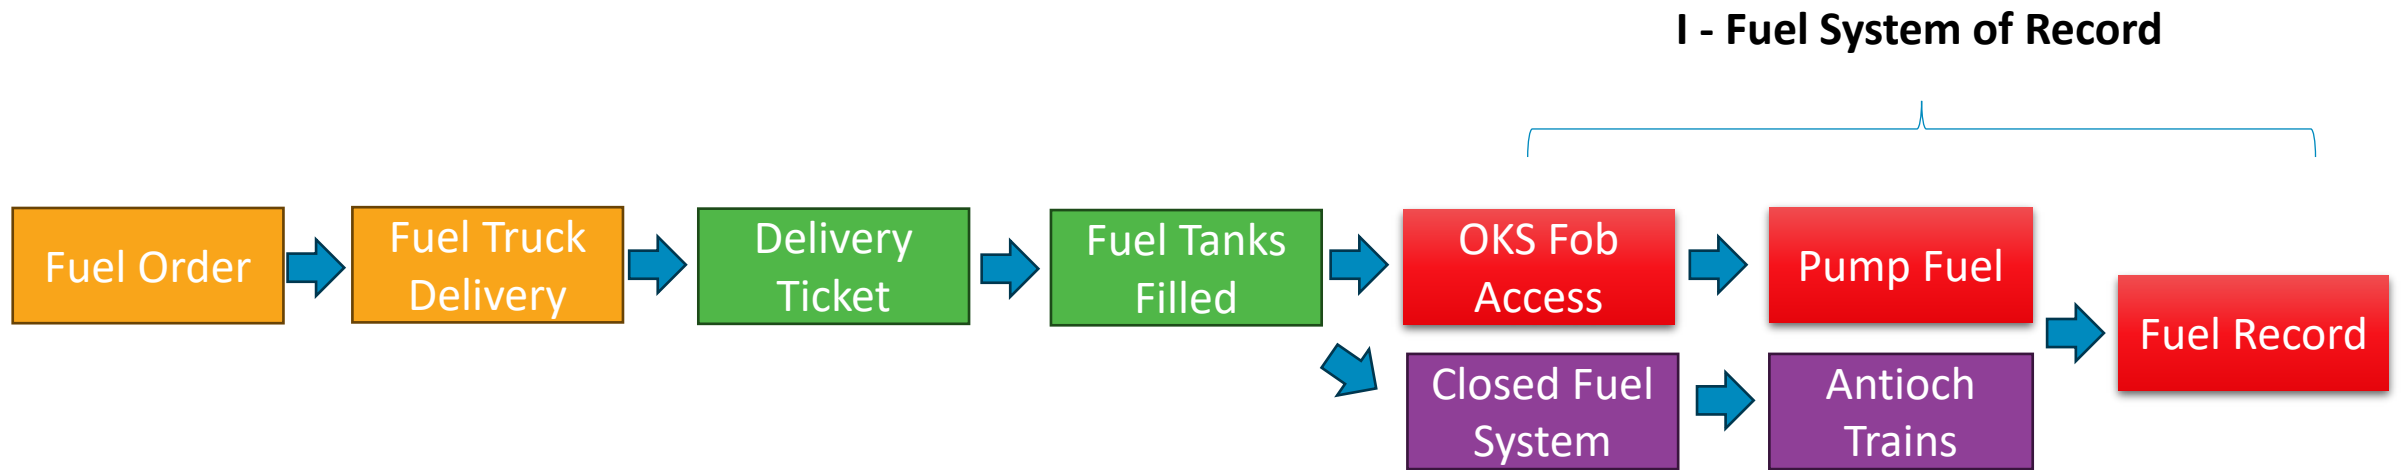 I - Fuel System of Record
Fuel Order
Fuel Truck
Delivery
Delivery
Ticket
Fuel Tanks
Filled
OKS Fob
Access
Pump Fuel
Closed Fuel
System
Antioch
Trains
Fuel Record